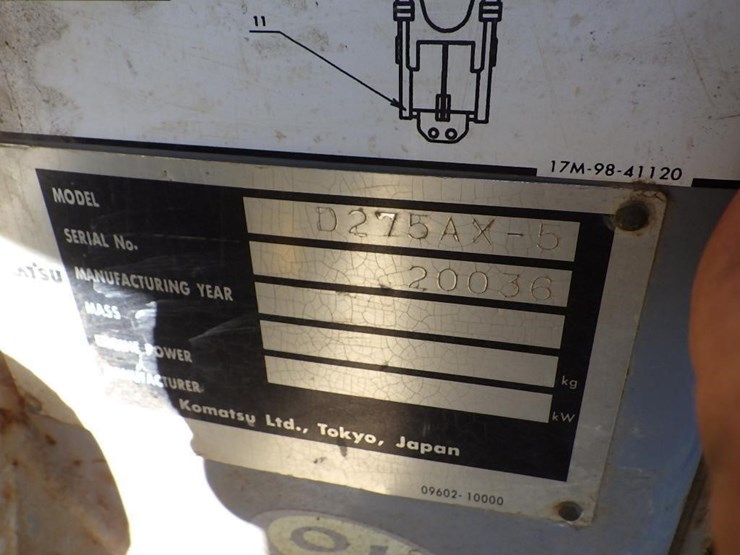 11
17M-98-41120
MODEL D275AX-5
SERIAL No. 20036
MANUFACTURING YEAR
MASS kg
POWER kW
Komatsu Ltd., Tokyo, Japan
09602-10000